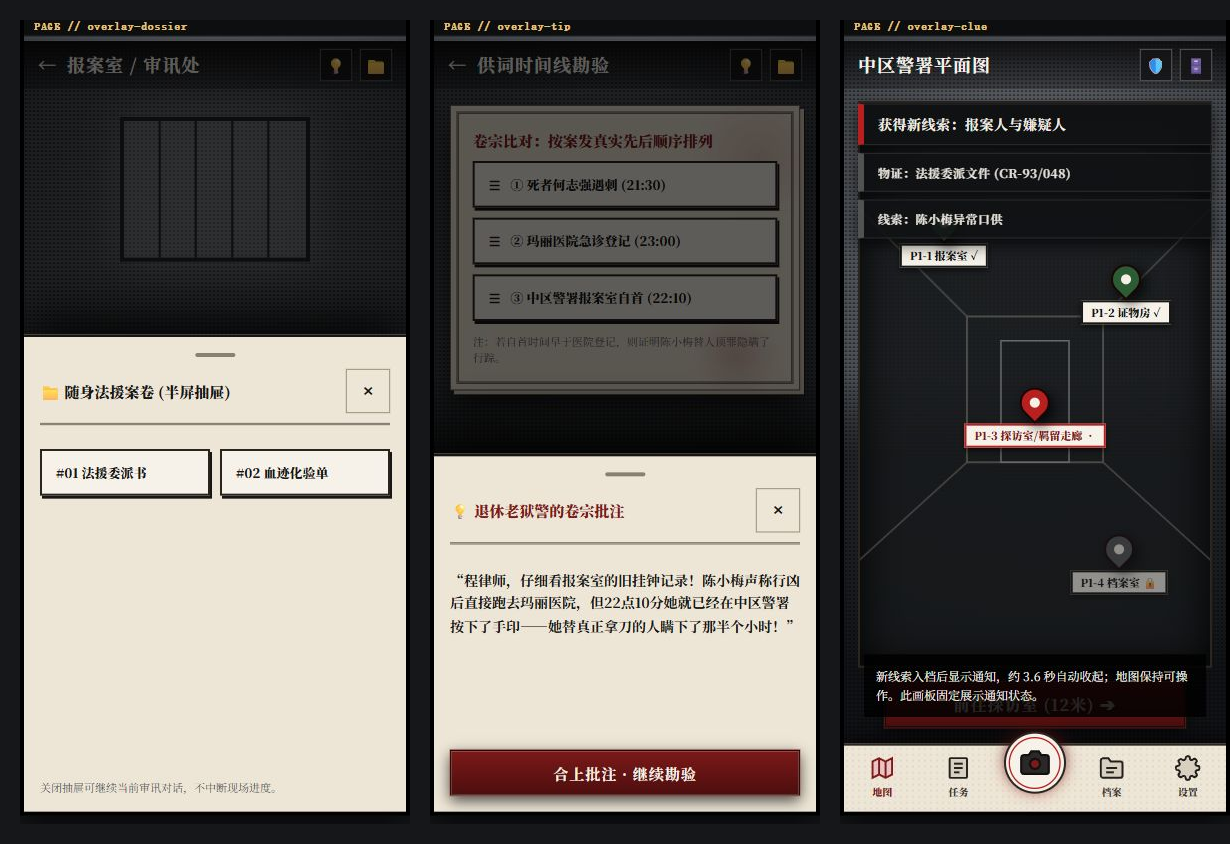 PAGE // overlay-dossier
← 报案室 / 审讯处
📁 随身法援案卷 (半屏抽屉)
×
#01 法援委派书
#02 血迹化验单
关闭抽屉可继续当前审讯对话，不中断现场进度。
PAGE // overlay-tip
← 供词时间线勘验
卷宗比对：按案发真实先后顺序排列
☰ ① 死者何志强遇刺 (21:30)
☰ ② 玛丽医院急诊登记 (23:00)
☰ ③ 中区警署报案室自首 (22:10)
注：若自首时间早于医院登记，则证明陈小梅替人顶罪隐瞒了
行踪。
💡 退休老狱警的卷宗批注
×
“程律师，仔细看报案室的旧挂钟记录！陈小梅声称行凶
后直接跑去玛丽医院，但22点10分她就已经在中区警署
按下了手印——她替真正拿刀的人瞒下了那半个小时！”
合上批注 · 继续勘验
PAGE // overlay-clue
中区警署平面图
获得新线索：报案人与嫌疑人
物证：法援委派文件 (CR-93/048)
线索：陈小梅异常口供
P1-1 报案室 √
P1-2 证物房 √
P1-3 探访室/羁留走廊 ·
P1-4 档案室 🔒
新线索入档后显示通知，约 3.6 秒自动收起；地图保持可操
作。此画板固定展示通知状态。
前往探访室 (12米) ➔
地图
任务
档案
设置